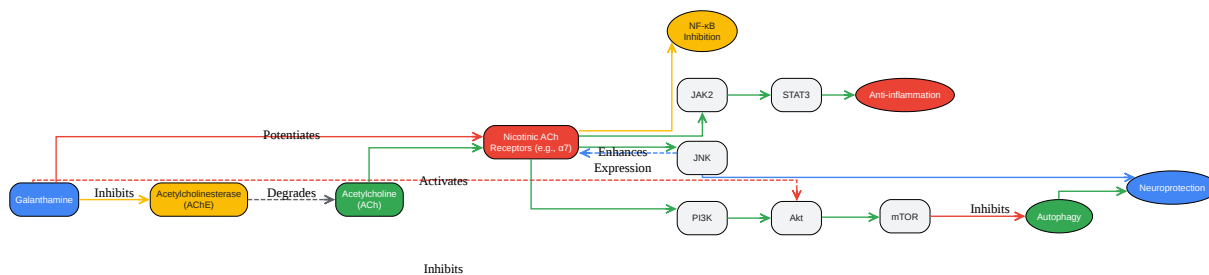 NF-κB
Inhibition
JAK2
STAT3
Anti-inflammation
Potentiates
Nicotinic ACh
Receptors (e.g., α7)
Enhances
Expression
JNK
Activates
Galanthamine
Inhibits
Acetylcholinesterase
(AChE)
Degrades
Acetylcholine
(ACh)
Neuroprotection
PI3K
Akt
mTOR
Inhibits
Autophagy
Inhibits